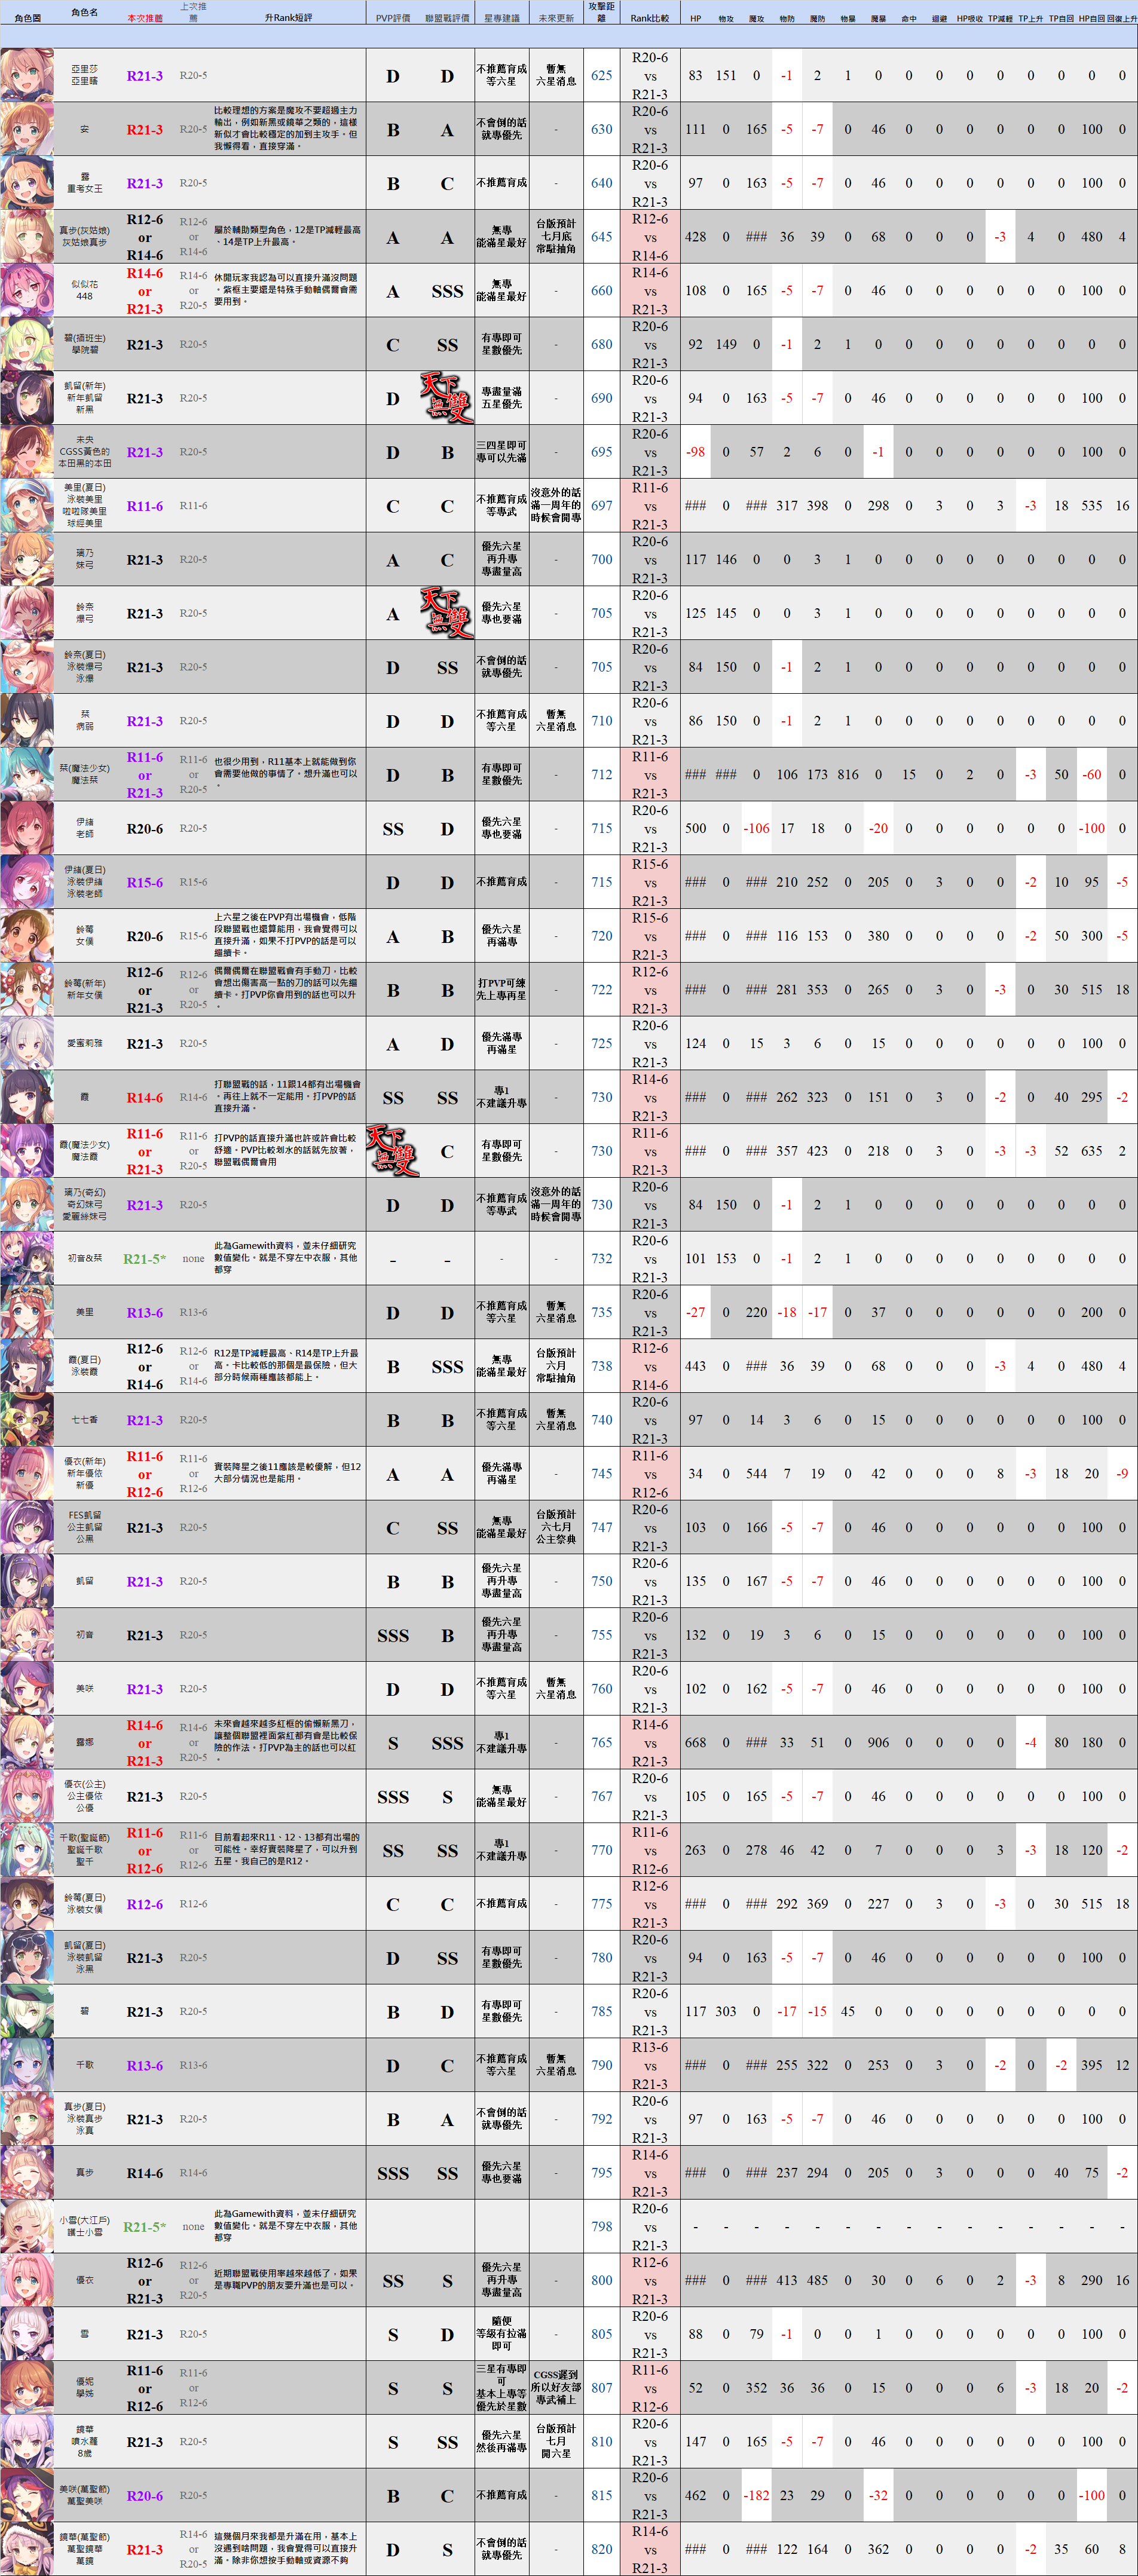 角色圖 角色名 本次推薦 上次推薦 升Rank短評 PVP評價 聯盟戰評價 星專建議 未來更新 攻擊距離 Rank比較 HP 物攻 魔攻 物防 魔防 物暴 魔暴 命中 迴避 HP吸收 TP減輕 TP上升 TP自回 HP自回 回復上升
亞里莎 亞里曙 R21-3 R20-5 D D 不推薦育成 等六星 暫無 六星消息 625 R20-6 vs R21-3 83 151 0 -1 2 1 0 0 0 0 0 0 0 0 0
安 R21-3 R20-5 比較理想的方案是魔攻不要超過主力輸出，例如新黑或鏡華之類的，這樣新似才會比較穩定的加到主攻手。但我懶得看，直接穿滿。 B A 不會倒的話 就專優先 - 630 R20-6 vs R21-3 111 0 165 -5 -7 0 46 0 0 0 0 0 0 100 0
露 重考女王 R21-3 R20-5 B C 不推薦育成 - 640 R20-6 vs R21-3 97 0 163 -5 -7 0 46 0 0 0 0 0 0 100 0
真步(灰姑娘) 灰姑娘真步 R12-6 or R14-6 R12-6 or R14-6 屬於輔助類型角色，12是TP減輕最高、14是TP上升最高。 A A 無專 能滿星最好 台版預計 七月底 常駐抽角 645 R12-6 vs R14-6 428 0 ### 36 39 0 68 0 0 0 -3 4 0 480 4
似似花 448 R14-6 or R21-3 R14-6 or R20-5 休閒玩家我認為可以直接升滿沒問題。紫框主要還是特殊手動軸偶爾會需要用到。 A SSS 無專 能滿星最好 - 660 R14-6 vs R21-3 108 0 165 -5 -7 0 46 0 0 0 0 0 0 100 0
碧(插班生) 學院碧 R21-3 R20-5 C SS 有專即可 星數優先 - 680 R20-6 vs R21-3 92 149 0 -1 2 1 0 0 0 0 0 0 0 0 0
凱留(新年) 新年凱留 新黑 R21-3 R20-5 D 天下無雙 專盡量滿 五星優先 - 690 R20-6 vs R21-3 94 0 163 -5 -7 0 46 0 0 0 0 0 0 100 0
未央 CGSS黃色的 本田黑的本田 R21-3 R20-5 D B 三四星即可 專可以先滿 - 695 R20-6 vs R21-3 -98 0 57 2 6 0 -1 0 0 0 0 0 0 100 0
美里(夏日) 泳裝美里 啦啦隊美里 球經美里 R11-6 R11-6 C C 不推薦育成 等專武 沒意外的話 滿一周年的 時候會開專 697 R11-6 vs R21-3 ### 0 ### 317 398 0 298 0 3 0 3 -3 18 535 16
璃乃 妹弓 R21-3 R20-5 A C 優先六星 再升專 專盡量高 - 700 R20-6 vs R21-3 117 146 0 0 3 1 0 0 0 0 0 0 0 0 0
鈴奈 爆弓 R21-3 R20-5 A 天下無雙 優先六星 專也要滿 - 705 R20-6 vs R21-3 125 145 0 0 3 1 0 0 0 0 0 0 0 0 0
鈴奈(夏日) 泳裝爆弓 泳爆 R21-3 R20-5 D SS 不會倒的話 就專優先 - 705 R20-6 vs R21-3 84 150 0 -1 2 1 0 0 0 0 0 0 0 0 0
栞 病弱 R21-3 R20-5 D D 不推薦育成 等六星 暫無 六星消息 710 R20-6 vs R21-3 86 150 0 -1 2 1 0 0 0 0 0 0 0 0 0
栞(魔法少女) 魔法栞 R11-6 or R21-3 R11-6 or R20-5 也很少用到，R11基本上就能做到你會需要他做的事情了。想升滿也可以。 D B 有專即可 星數優先 - 712 R11-6 vs R21-3 ### ### 0 106 173 816 0 15 0 2 0 -3 50 -60 0
伊緒 老師 R20-6 R20-5 SS D 優先六星 專也要滿 - 715 R20-6 vs R21-3 500 0 -106 17 18 0 -20 0 0 0 0 0 0 -100 0
伊緒(夏日) 泳裝伊緒 泳裝老師 R15-6 R15-6 D D 不推薦育成 - 715 R15-6 vs R21-3 ### 0 ### 210 252 0 205 0 3 0 0 -2 10 95 -5
鈴莓 女僕 R20-6 R15-6 上六星之後在PVP有出場機會，低階段聯盟戰也還算能用，我會覺得可以直接升滿，如果不打PVP的話是可以繼續卡。 A B 優先六星 再滿專 - 720 R15-6 vs R21-3 ### 0 ### 116 153 0 380 0 0 0 0 -2 50 300 -5
鈴莓(新年) 新年女僕 R12-6 or R21-3 R12-6 or R20-5 偶爾偶爾在聯盟戰會有手動刀，比較會想出傷害高一點的刀的話可以先繼續卡。打PVP你會用到的話也可以升。 B B 打PVP可練 先上專再星 - 722 R12-6 vs R21-3 ### 0 ### 281 353 0 265 0 3 0 -3 0 30 515 18
愛蜜莉雅 R21-3 R20-5 A D 優先滿專 再滿星 - 725 R20-6 vs R21-3 124 0 15 3 6 0 15 0 0 0 0 0 0 100 0
霞 R14-6 R14-6 打聯盟戰的話，11跟14都有出場機會。再往上就不一定能用。打PVP的話直接升滿。 SS SS 專1 不建議升專 - 730 R14-6 vs R21-3 ### 0 ### 262 323 0 151 0 3 0 -2 0 40 295 -2
霞(魔法少女) 魔法霞 R11-6 or R21-3 R11-6 or R20-5 打PVP的話直接升滿也許或許會比較舒適。PVP比較划水的話就先放著，聯盟戰偶爾會用 天下無雙 C 有專即可 星數優先 - 730 R11-6 vs R21-3 ### 0 ### 357 423 0 218 0 3 0 -3 -3 52 635 2
璃乃(奇幻) 奇幻妹弓 愛麗絲妹弓 R21-3 R20-5 D D 不推薦育成 等專武 沒意外的話 滿一周年的 時候會開專 730 R20-6 vs R21-3 84 150 0 -1 2 1 0 0 0 0 0 0 0 0 0
初音&栞 R21-5* none 此為Gamewith資料，並未仔細研究數值變化。就是不穿左中衣服，其他都穿 - - - - 732 R20-6 vs R21-3 101 153 0 -1 2 1 0 0 0 0 0 0 0 0 0
美里 R13-6 R13-6 D D 不推薦育成 等六星 暫無 六星消息 735 R20-6 vs R21-3 -27 0 220 -18 -17 0 37 0 0 0 0 0 0 200 0
霞(夏日) 泳裝霞 R12-6 or R14-6 R12-6 or R14-6 R12是TP減輕最高、R14是TP上升最高。卡比較低的那個是最保險，但大部分時候兩種應該都能上。 B SSS 無專 能滿星最好 台版預計 六月 常駐抽角 738 R12-6 vs R14-6 443 0 ### 36 39 0 68 0 0 0 -3 4 0 480 4
七七香 R21-3 R20-5 B B 不推薦育成 等六星 暫無 六星消息 740 R20-6 vs R21-3 97 0 14 3 6 0 15 0 0 0 0 0 0 100 0
優衣(新年) 新年優依 新優 R11-6 or R12-6 R11-6 or R12-6 實裝降星之後11應該是較優解，但12大部分情況也是能用。 A A 優先滿專 再滿星 - 745 R11-6 vs R12-6 34 0 544 7 19 0 42 0 0 0 8 -3 18 20 -9
FES凱留 公主凱留 公黑 R21-3 R20-5 C SS 無專 能滿星最好 台版預計 六七月 公主祭典 747 R20-6 vs R21-3 103 0 166 -5 -7 0 46 0 0 0 0 0 0 100 0
凱留 R21-3 R20-5 B B 優先六星 再升專 專盡量高 - 750 R20-6 vs R21-3 135 0 167 -5 -7 0 46 0 0 0 0 0 0 100 0
初音 R21-3 R20-5 SSS B 優先六星 再升專 專盡量高 - 755 R20-6 vs R21-3 132 0 19 3 6 0 15 0 0 0 0 0 0 100 0
美咲 R21-3 R20-5 D D 不推薦育成 等六星 暫無 六星消息 760 R20-6 vs R21-3 102 0 162 -5 -7 0 46 0 0 0 0 0 0 100 0
露娜 R14-6 or R21-3 R14-6 or R20-5 未來會越來越多紅框的偷懶新黑刀，讓整個聯盟裡面紫紅都有會是比較保險的作法。打PVP為主的話也可以紅。 S SSS 專1 不建議升專 - 765 R14-6 vs R21-3 668 0 ### 33 51 0 906 0 0 0 0 -4 80 180 0
優衣(公主) 公主優依 公優 R21-3 R20-5 SSS S 無專 能滿星最好 - 767 R20-6 vs R21-3 105 0 165 -5 -7 0 46 0 0 0 0 0 0 100 0
千歌(聖誕節) 聖誕千歌 聖千 R11-6 or R12-6 R11-6 or R12-6 目前看起來R11、12、13都有出場的可能性。幸好實裝降星了，可以升到五星。我自己的是R12。 SS SS 專1 不建議升專 - 770 R11-6 vs R12-6 263 0 278 46 42 0 7 0 0 0 3 -3 18 120 -2
鈴莓(夏日) 泳裝女僕 R12-6 R12-6 C C 不推薦育成 - 775 R12-6 vs R21-3 ### 0 ### 292 369 0 227 0 3 0 -3 0 30 515 18
凱留(夏日) 泳裝凱留 泳黑 R21-3 R20-5 D SS 有專即可 星數優先 - 780 R20-6 vs R21-3 94 0 163 -5 -7 0 46 0 0 0 0 0 0 100 0
碧 R21-3 R20-5 B D 有專即可 星數優先 - 785 R20-6 vs R21-3 117 303 0 -17 -15 45 0 0 0 0 0 0 0 0 0
千歌 R13-6 R13-6 D C 不推薦育成 等六星 暫無 六星消息 790 R13-6 vs R21-3 ### 0 ### 255 322 0 253 0 3 0 -2 0 -2 395 12
真步(夏日) 泳裝真步 泳真 R21-3 R20-5 B A 不會倒的話 就專優先 - 792 R20-6 vs R21-3 97 0 163 -5 -7 0 46 0 0 0 0 0 0 100 0
真步 R14-6 R14-6 SSS SS 優先六星 專也要滿 - 795 R14-6 vs R21-3 ### 0 ### 237 294 0 205 0 3 0 0 0 40 75 -2
小雪(大江戶) 護士小雪 R21-5* none 此為Gamewith資料，並未仔細研究數值變化。就是不穿左中衣服，其他都穿 798 R20-6 vs R21-3 - - - - - - - - - - - - - - -
優衣 R12-6 or R21-3 R12-6 or R20-5 近期聯盟戰使用率越來越低了，如果是專職PVP的朋友要升滿也是可以。 SS S 優先六星 再升專 專盡量高 - 800 R12-6 vs R21-3 ### 0 ### 413 485 0 30 0 6 0 2 -3 8 290 16
雪 R21-3 R20-5 S D 隨便 等級有拉滿 即可 - 805 R20-6 vs R21-3 88 0 79 -1 0 0 1 0 0 0 0 0 0 100 0
優妮 學姊 R11-6 or R12-6 R11-6 or R12-6 S S 三星有專即可 基本上專等 優先於星數 CGSS遲到 所以好友部 專武補上 807 R11-6 vs R12-6 52 0 352 36 36 0 15 0 0 0 6 -3 18 20 -2
鏡華 噴水蘿 8歲 R21-3 R20-5 S SS 優先六星 然後再滿專 台版預計 七月 開六星 810 R20-6 vs R21-3 147 0 165 -5 -7 0 46 0 0 0 0 0 0 100 0
美咲(萬聖節) 萬聖美咲 R20-6 R20-5 B C 不推薦育成 - 815 R20-6 vs R21-3 462 0 -182 23 29 0 -32 0 0 0 0 0 0 -100 0
鏡華(萬聖節) 萬聖鏡華 萬鏡 R21-3 R14-6 or R20-5 這幾個月來我都是升滿在用，基本上沒遇到啥問題，我會覺得可以直接升滿。除非你想按手動軸或資源不夠 D S 不會倒的話 就專優先 - 820 R14-6 vs R21-3 ### 0 ### 122 164 0 362 0 0 0 0 -2 35 60 8